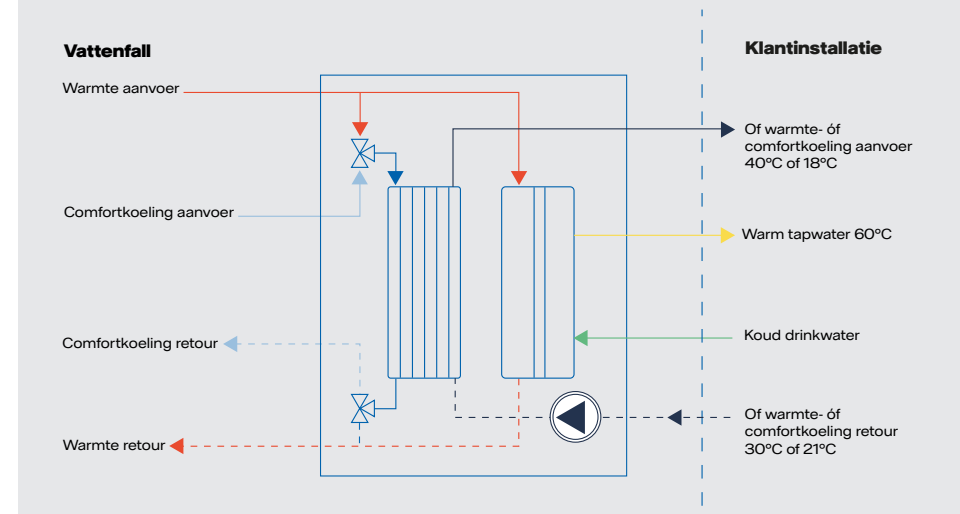 Vattenfall
Warmte aanvoer
Comfortkoeling aanvoer
Comfortkoeling retour
Warmte retour
Klantinstallatie
Of warmte- óf
comfortkoeling aanvoer
40°C of 18°C
Warm tapwater 60°C
Koud drinkwater
Of warmte- óf
comfortkoeling retour
30°C of 21°C